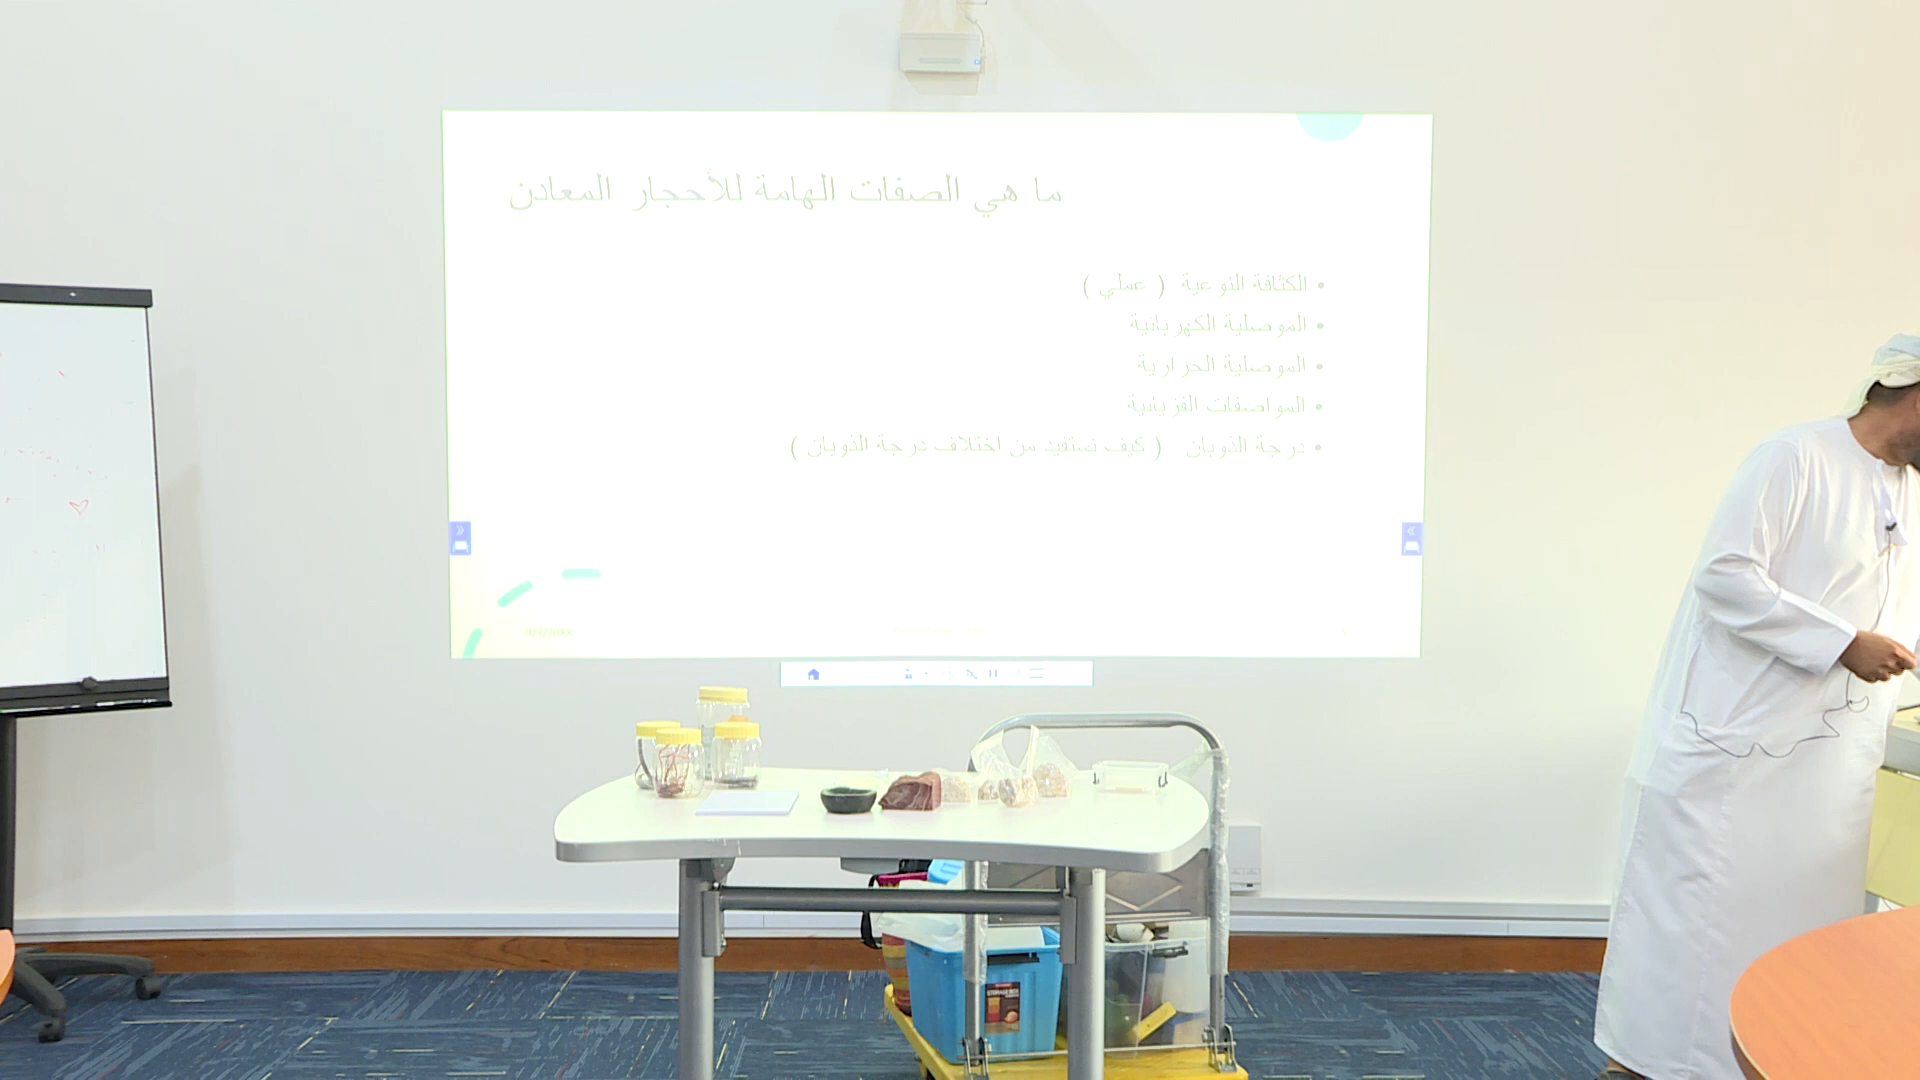 ما هي الصفات الهامة للأحجار المعادن
• الكثافة النوعية ( عملي )
• الموصلية الكهربائية
• الموصلية الحرارية
• المواصفات الفزيائية
• درجة الذوبان ( كيف نستفيد من اختلاف درجة الذوبان )